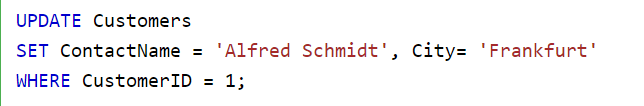 UPDATE Customers
SET ContactName = 'Alfred Schmidt', City= 'Frankfurt'
WHERE CustomerID = 1;